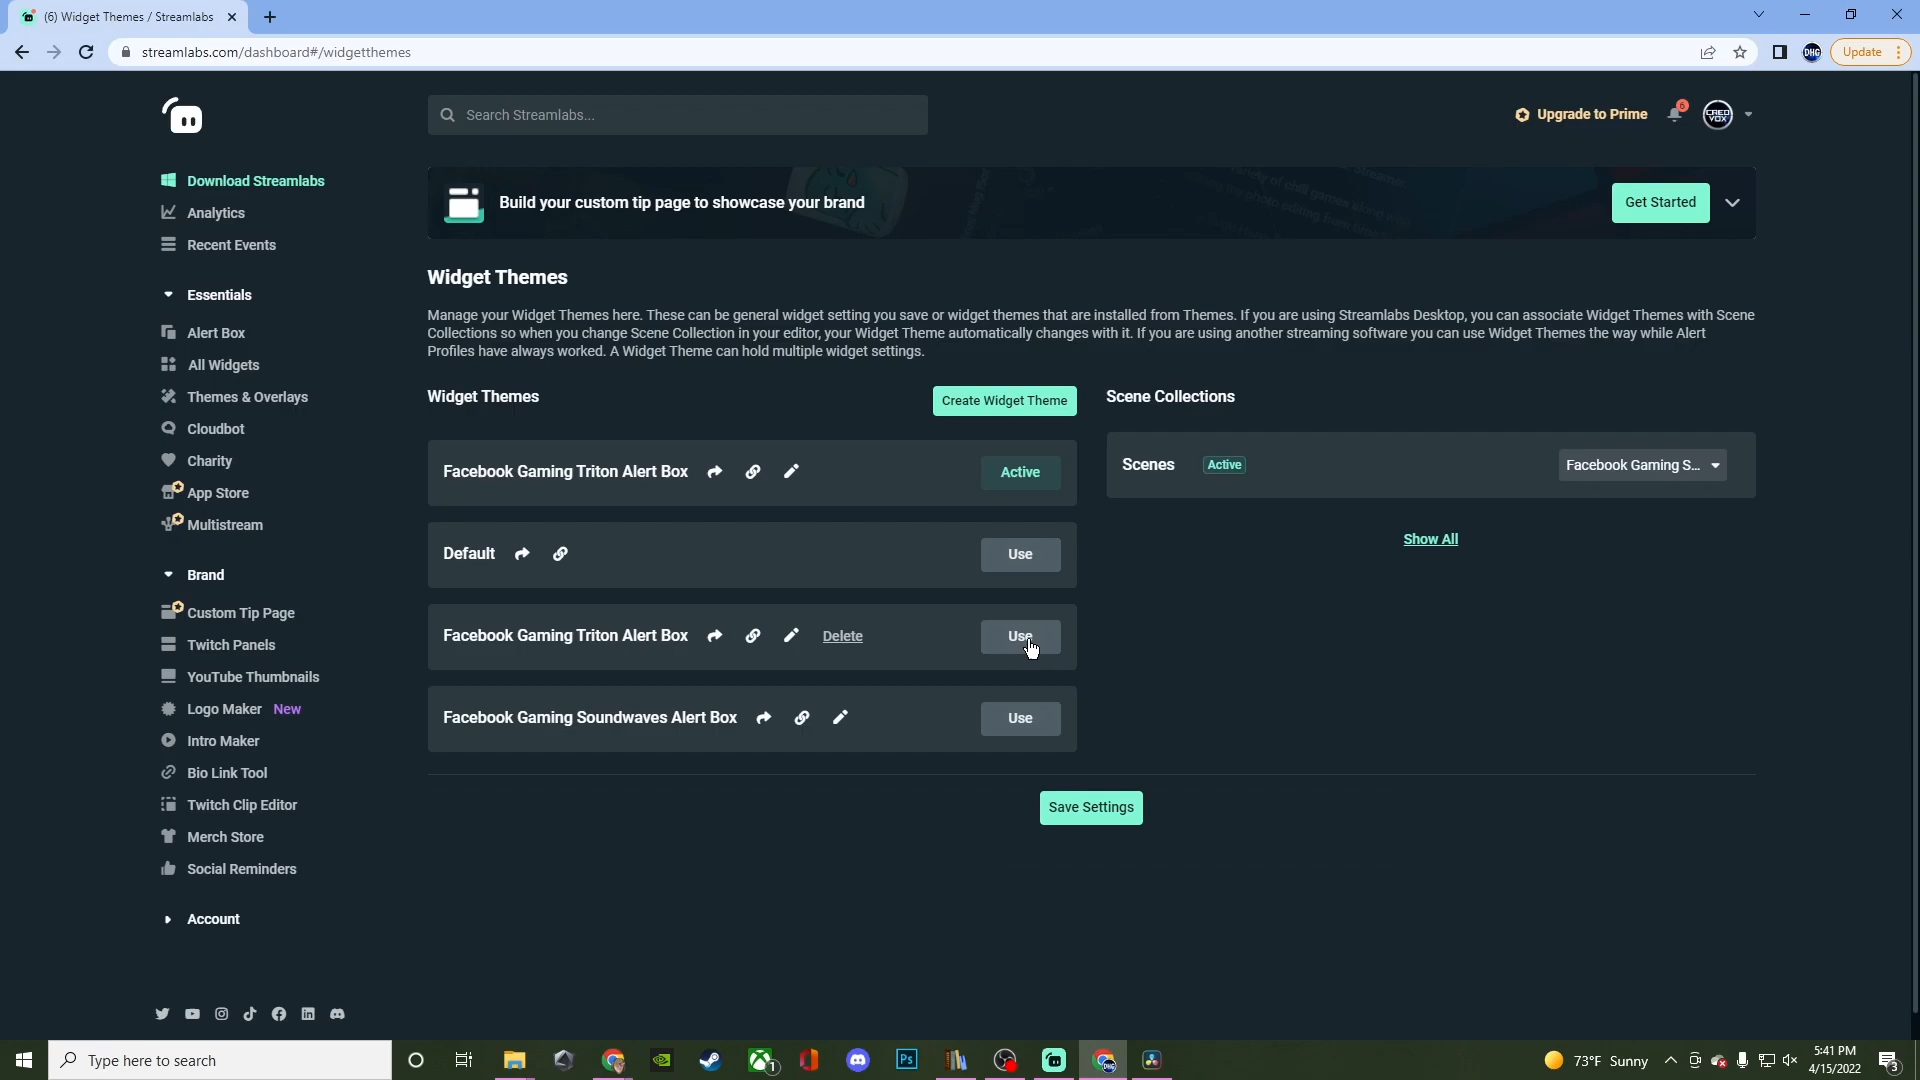 (6) Widget Themes / Streamlabs
streamlabs.com/dashboard#/widgetthemes
DHG
Update
Search Streamlabs...
Upgrade to Prime
6
CRED
VOX
Download Streamlabs
Analytics
Recent Events
Essentials
Alert Box
All Widgets
Themes & Overlays
Cloudbot
Charity
App Store
Multistream
Brand
Custom Tip Page
Twitch Panels
YouTube Thumbnails
Logo Maker New
Intro Maker
Bio Link Tool
Twitch Clip Editor
Merch Store
Social Reminders
Account
Build your custom tip page to showcase your brand
Get Started
Widget Themes
Manage your Widget Themes here. These can be general widget setting you save or widget themes that are installed from Themes. If you are using Streamlabs Desktop, you can associate Widget Themes with Scene
Collections so when you change Scene Collection in your editor, your Widget Theme automatically changes with it. If you are using another streaming software you can use Widget Themes the way while Alert
Profiles have always worked. A Widget Theme can hold multiple widget settings.
Widget Themes
Create Widget Theme
Facebook Gaming Triton Alert Box
Active
Default
Use
Facebook Gaming Triton Alert Box
Delete
Use
Facebook Gaming Soundwaves Alert Box
Use
Scene Collections
Scenes
Active
Facebook Gaming S...
Show All
Save Settings
Type here to search
1
Ps
DHG
73°F Sunny
5:41 PM
4/15/2022
3